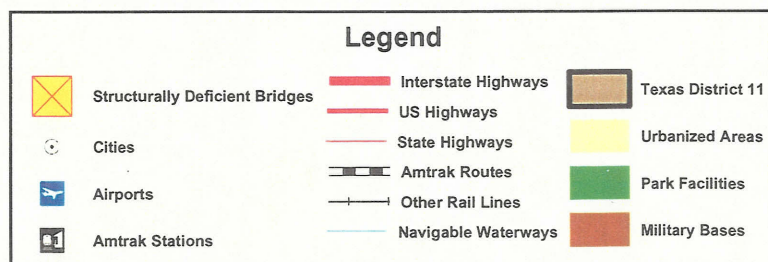 Legend
Structurally Deficient Bridges
Cities
Airports
Amtrak Stations
Interstate Highways
US Highways
State Highways
Amtrak Routes
Other Rail Lines
Navigable Waterways
Texas District 11
Urbanized Areas
Park Facilities
Military Bases